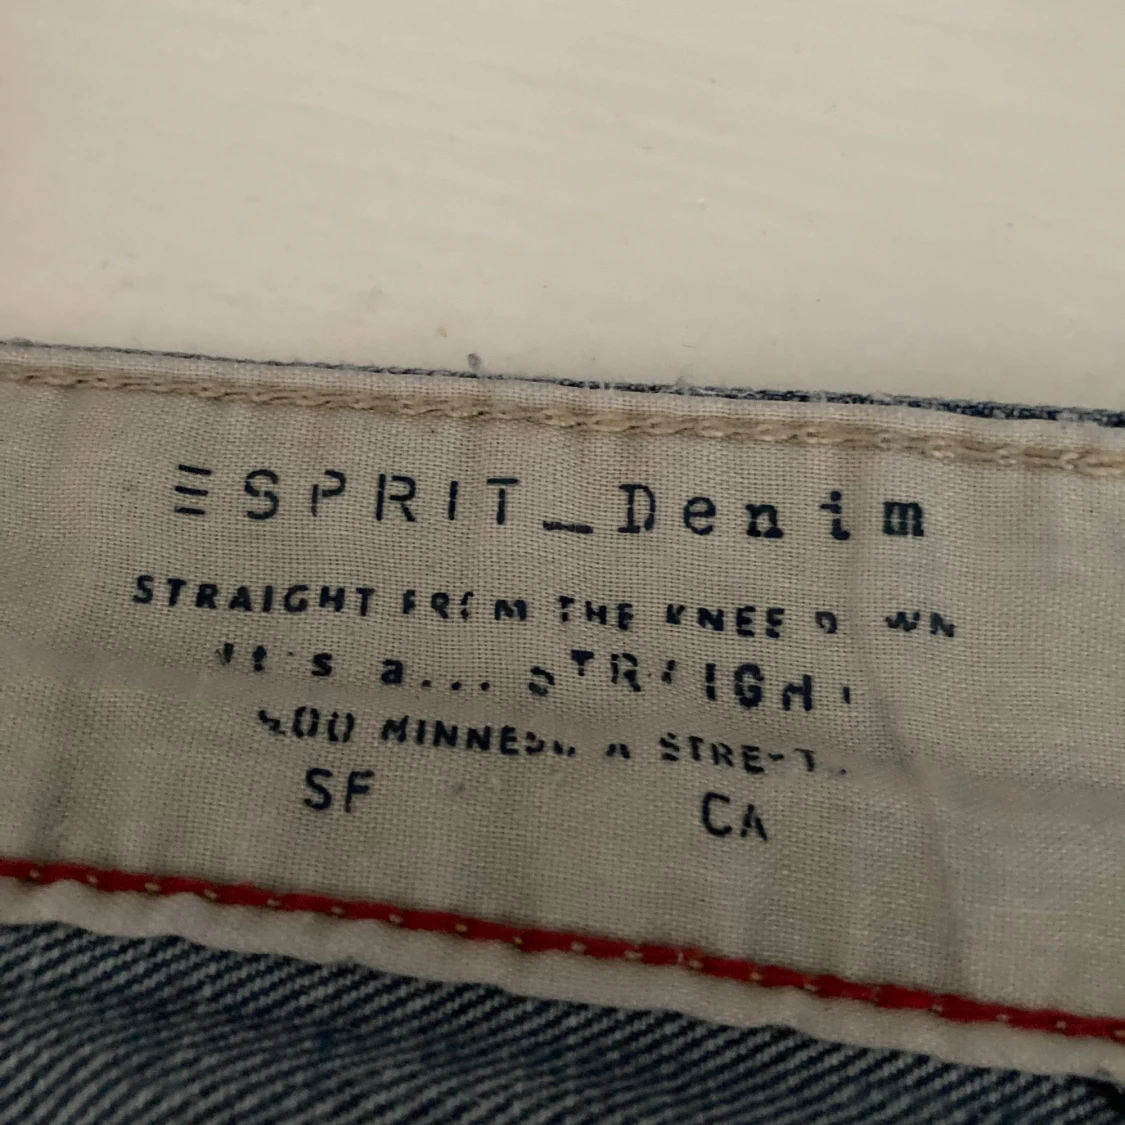 ESPRIT_Denim
STRAIGHT FROM THE KNEE DOWN
It's a... STRAIGHT
MINNESOTA STREET.
SF CA